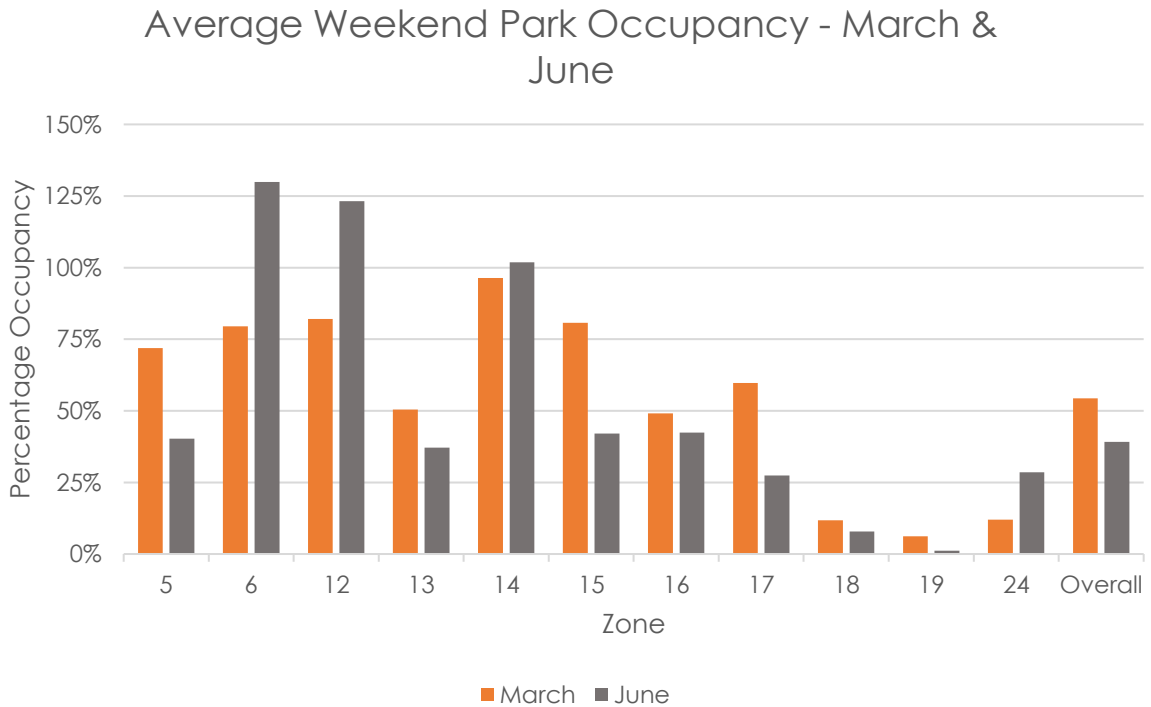 Average Weekend Park Occupancy - March &
June
150%
125%
100%
75%
50%
25%
0%
Percentage Occupancy
5 6 12 13 14 15 16 17 18 19 24 Overall
Zone
March June